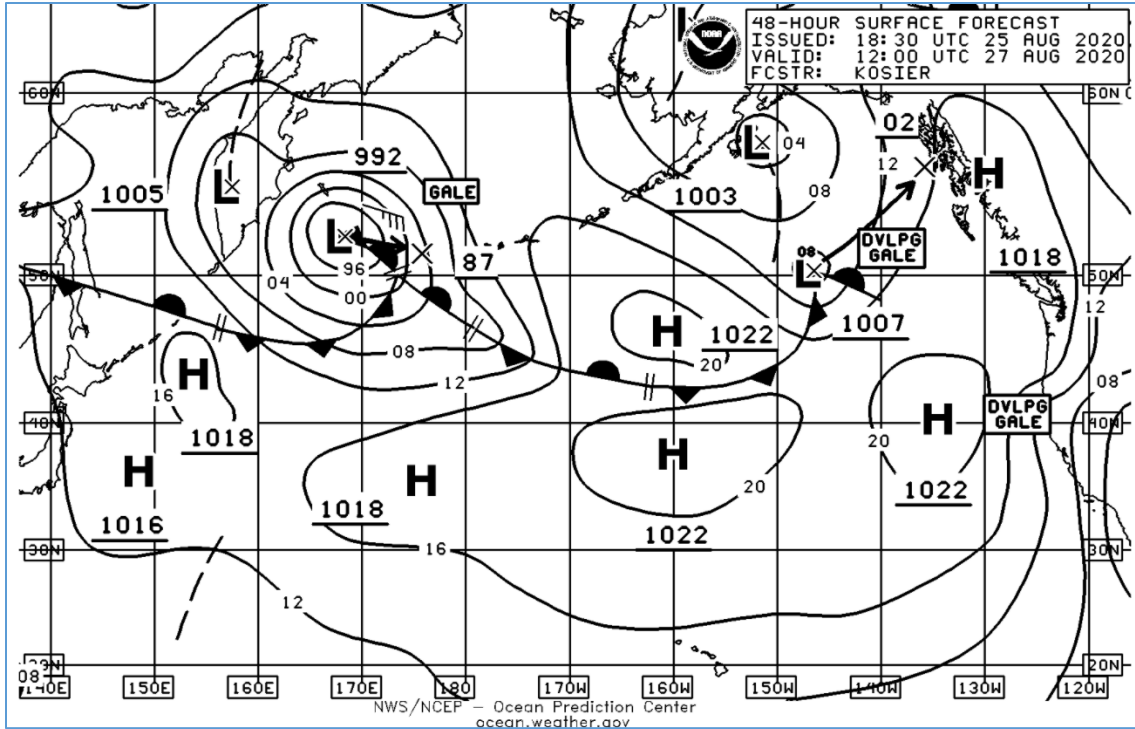 48-HOUR SURFACE FORECAST
ISSUED: 18:30 UTC 25 AUG 2020
VALID: 12:00 UTC 27 AUG 2020
FCSTR: KOSIER
NOAA
L
60N
60N
02
L
04
12
992
1005
L
GALE
1003
08
H
L
DVLPG
GALE
08
L
1018
87
96
04
00
50N
50N
12
1007
H
1022
20
08
12
H
16
08
1018
40N
40N
H
20
DVLPG
GALE
H
H
H
20
1022
1018
1016
1022
16
30N
30N
12
20N
20N
08
140E
150E
160E
170E
180
170W
160W
150W
140W
130W
120W
NWS/NCEP – Ocean Prediction Center
ocean.weather.gov